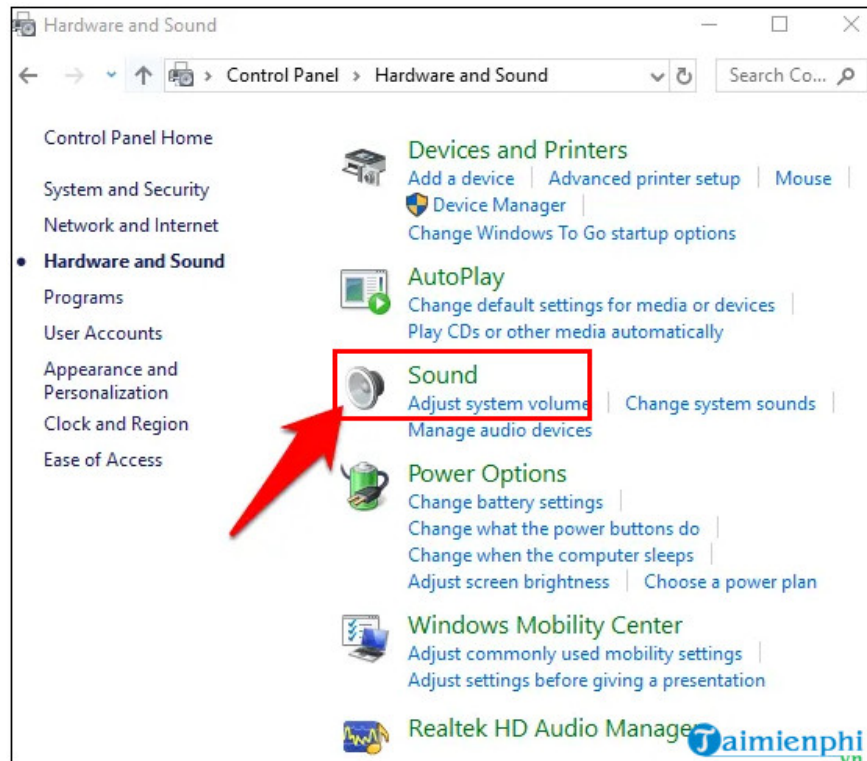 Hardware and Sound
Control Panel > Hardware and Sound
Search Co...
Control Panel Home
System and Security
Network and Internet
Hardware and Sound
Programs
User Accounts
Appearance and
Personalization
Clock and Region
Ease of Access
Devices and Printers
Add a device | Advanced printer setup | Mouse |
Device Manager |
Change Windows To Go startup options
AutoPlay
Change default settings for media or devices |
Play CDs or other media automatically
Sound
Adjust system volume | Change system sounds |
Manage audio devices
Power Options
Change battery settings |
Change what the power buttons do |
Change when the computer sleeps |
Adjust screen brightness | Choose a power plan
Windows Mobility Center
Adjust commonly used mobility settings |
Adjust settings before giving a presentation
Realtek HD Audio Manager
Taimienphi
.vn